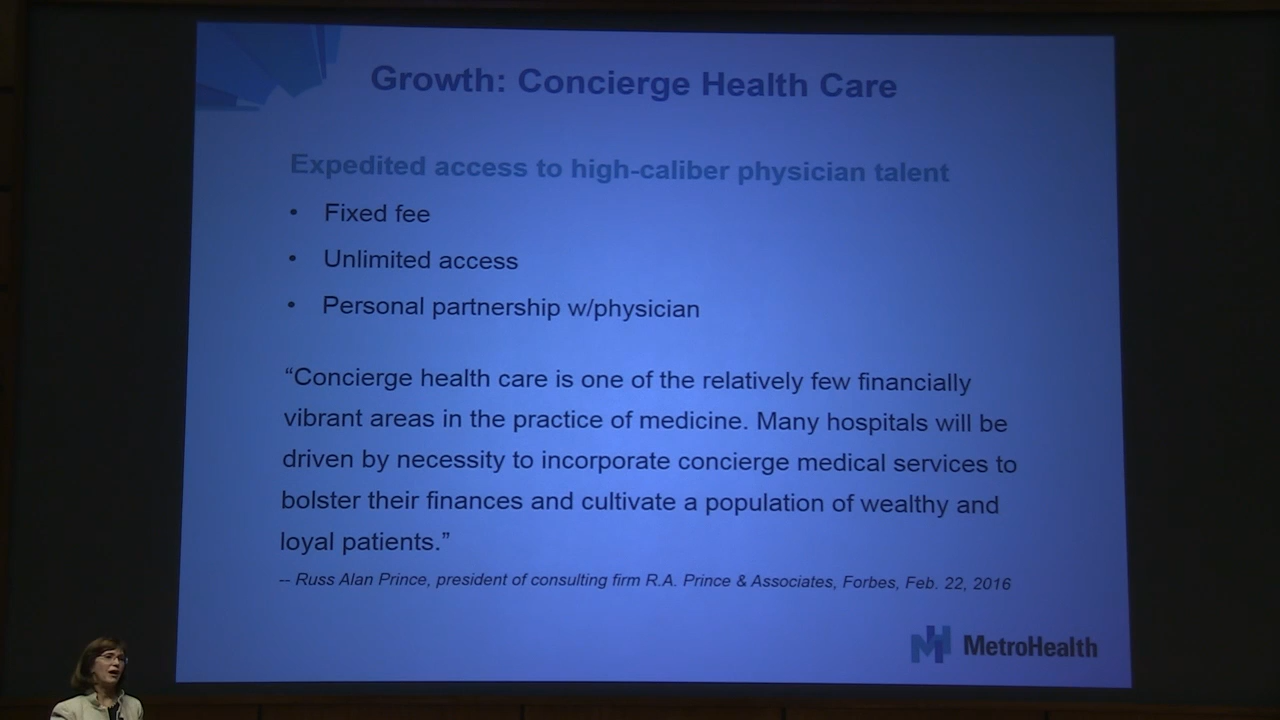 Growth: Concierge Health Care
Expedited access to high-caliber physician talent
• Fixed fee
• Unlimited access
• Personal partnership w/physician
“Concierge health care is one of the relatively few financially
vibrant areas in the practice of medicine. Many hospitals will be
driven by necessity to incorporate concierge medical services to
bolster their finances and cultivate a population of wealthy and
loyal patients.”
-- Russ Alan Prince, president of consulting firm R.A. Prince & Associates, Forbes, Feb. 22, 2016
MetroHealth